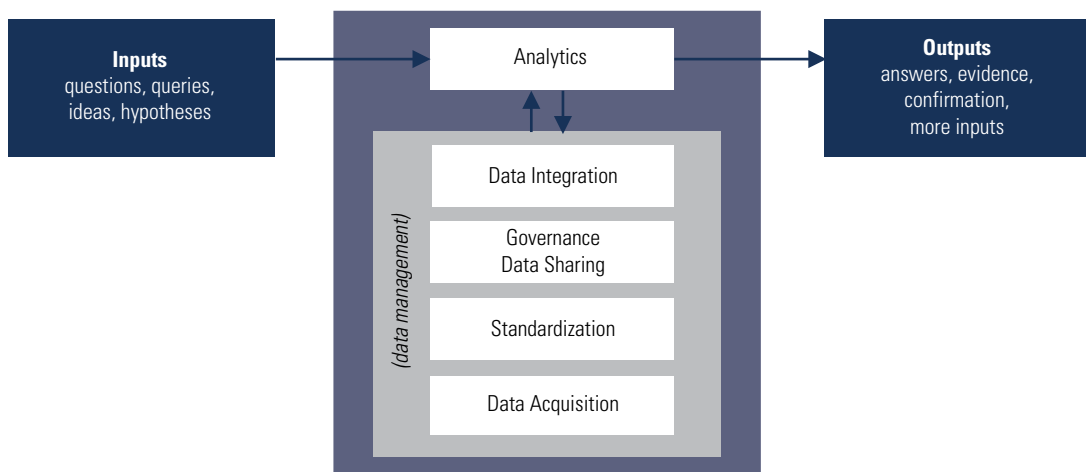 Inputs
questions, queries,
ideas, hypotheses
Analytics
Outputs
answers, evidence,
confirmation,
more inputs
(data management)
Data Integration
Governance
Data Sharing
Standardization
Data Acquisition